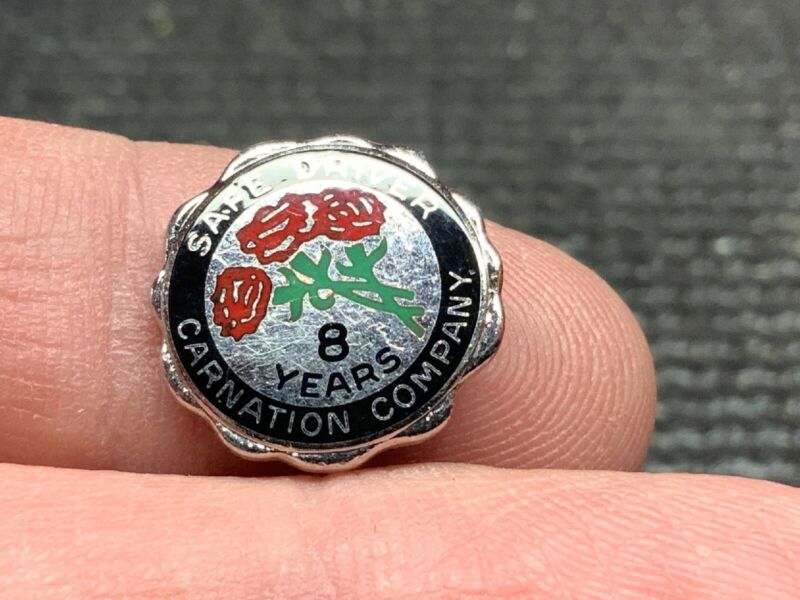 SAFE DRIVER
8
YEARS
CARNATION COMPANY